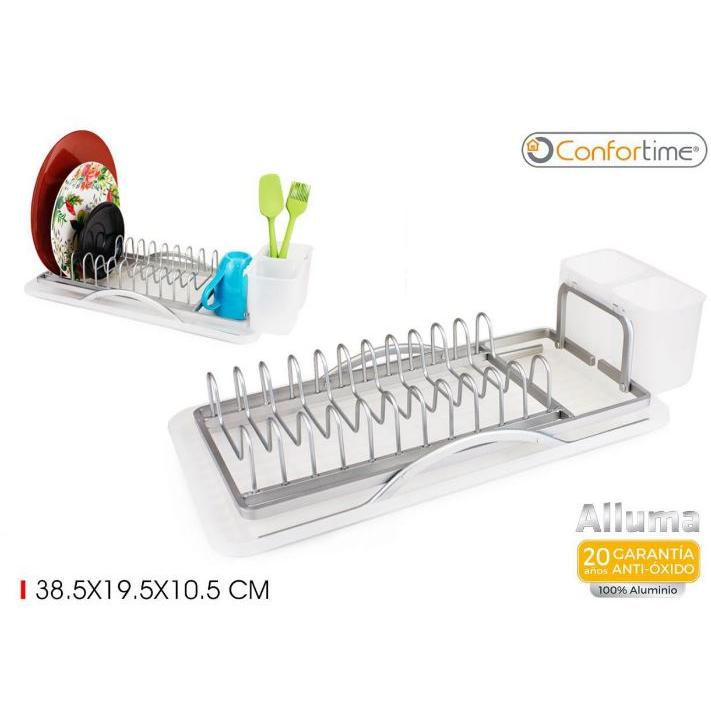 Confortime®
Alluma
20 años GARANTÍA ANTI-ÓXIDO
100% Aluminio
38.5X19.5X10.5 CM